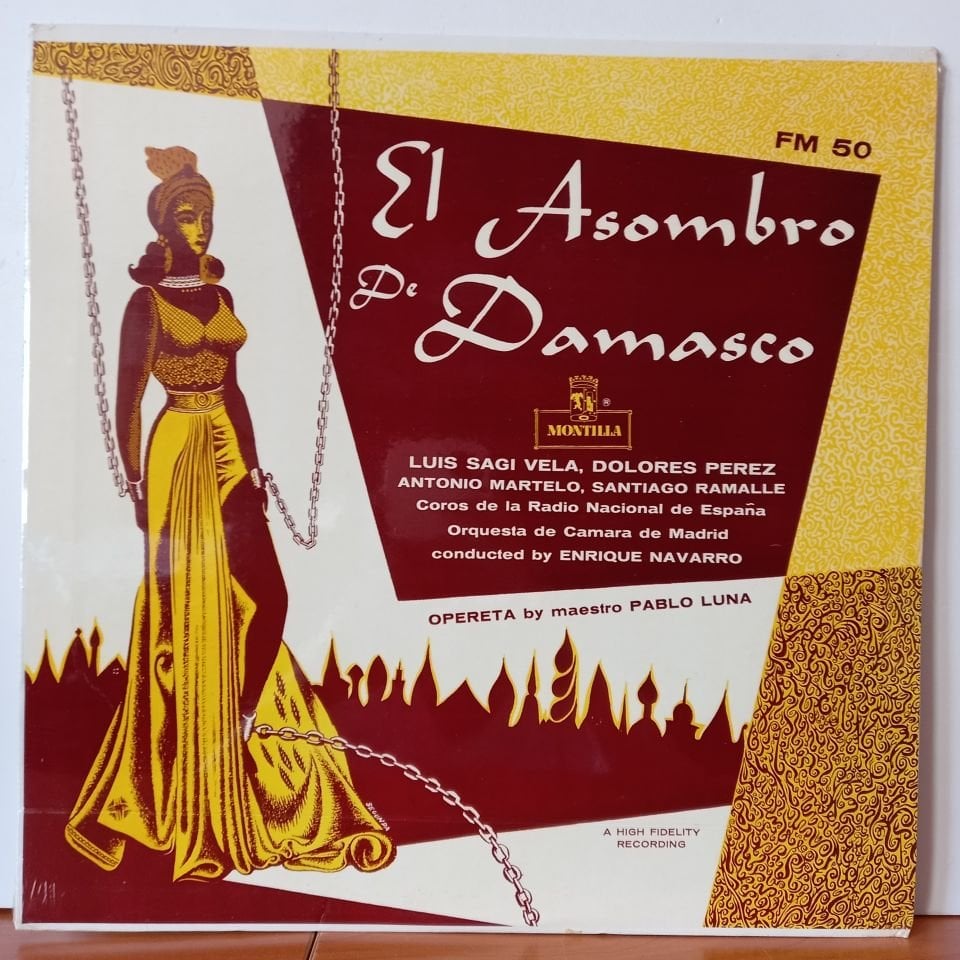 FM 50
El Asombro
De
Damasco
®
MONTILLA
LUIS SAGI VELA, DOLORES PEREZ
ANTONIO MARTELO, SANTIAGO RAMALLE
Coros de la Radio Nacional de España
Orquesta de Camara de Madrid
conducted by ENRIQUE NAVARRO
OPERETA by maestro PABLO LUNA
SEGUNDA
A HIGH FIDELITY
RECORDING